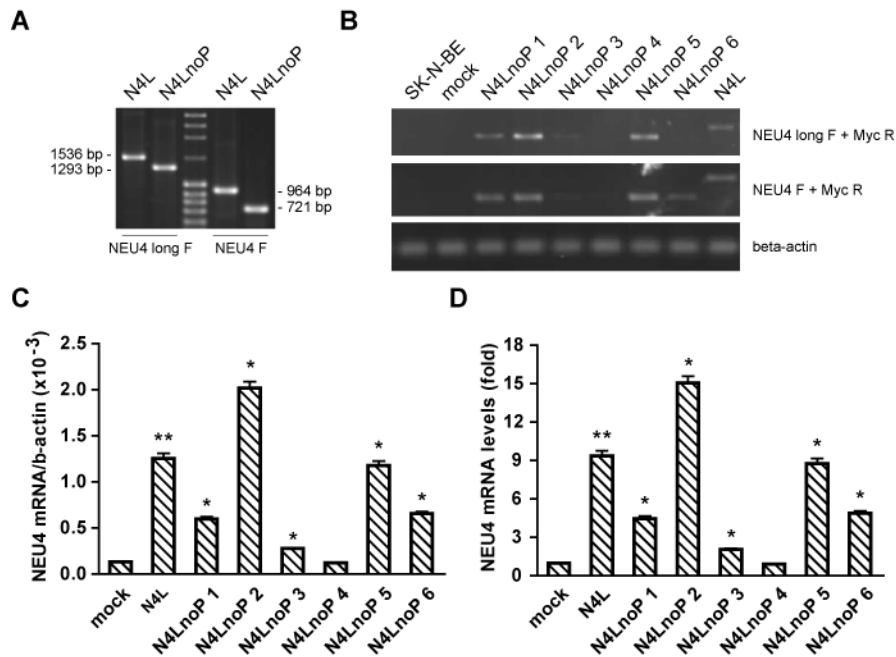 A
N4L
N4LnoP
N4L
N4LnoP
1536 bp -
1293 bp -
- 964 bp
- 721 bp
NEU4 long F
NEU4 F
B
SK-N-BE
mock
N4LnoP 1
N4LnoP 2
N4LnoP 3
N4LnoP 4
N4LnoP 5
N4LnoP 6
N4L
NEU4 long F + Myc R
NEU4 F + Myc R
beta-actin
C
NEU4 mRNA/b-actin (x10-3)
2.5
2.0
1.5
1.0
0.5
0.0
**
*
*
*
*
*
mock
N4L
N4LnoP 1
N4LnoP 2
N4LnoP 3
N4LnoP 4
N4LnoP 5
N4LnoP 6
D
NEU4 mRNA levels (fold)
18
15
12
9
6
3
0
**
*
*
*
*
*
mock
N4L
N4LnoP 1
N4LnoP 2
N4LnoP 3
N4LnoP 4
N4LnoP 5
N4LnoP 6